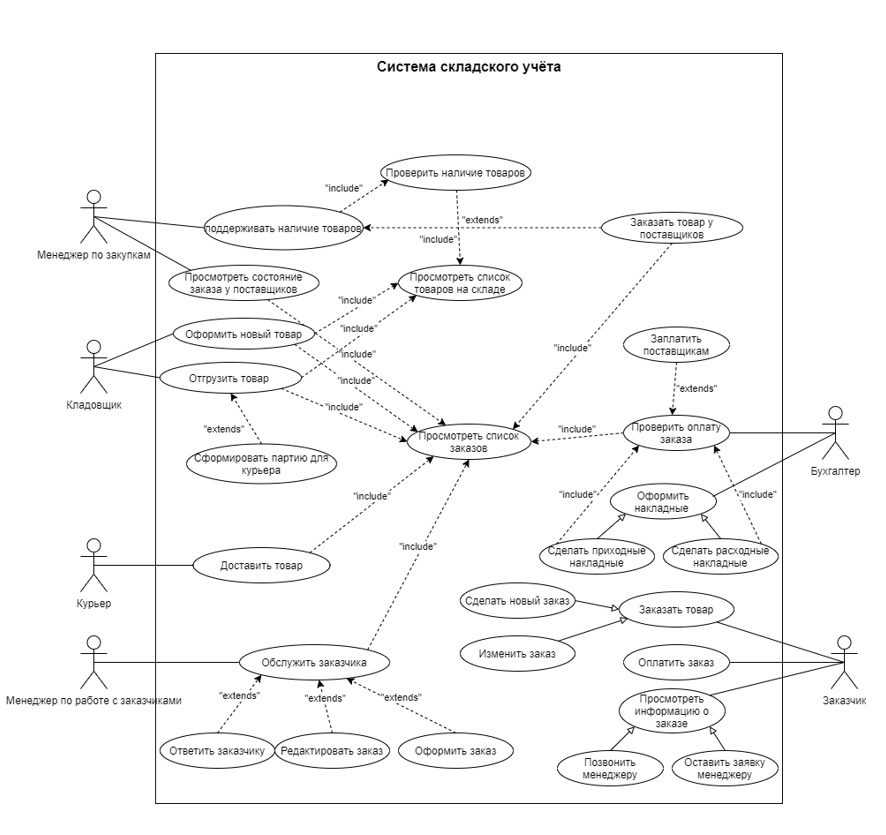 Система складского учёта
Проверить наличие товаров
"include"
поддерживать наличие товаров
"extends"
Заказать товар у
поставщиков
"include"
Менеджер по закупкам
Просмотреть состояние
заказа у поставщиков
Просмотреть список
товаров на складе
"include"
Оформить новый товар
"include"
"include"
"include"
Заплатить
поставщикам
Отгрузить товар
"include"
"extends"
Кладовщик
"include"
"extends"
Просмотреть список
заказов
"include"
Проверить оплату
заказа
Сформировать партию для
курьера
Бухгалтер
"include"
"include"
"include"
Оформить
накладные
"include"
Сделать приходные
накладные
Сделать расходные
накладные
Доставить товар
Курьер
Сделать новый заказ
Заказать товар
Изменить заказ
Обслужить заказчика
Оплатить заказ
Менеджер по работе с заказчиками
Заказчик
"extends"
"extends"
"extends"
Просмотреть
информацию о
заказе
Ответить заказчику
Редактировать заказ
Оформить заказ
Позвонить
менеджеру
Оставить заявку
менеджеру